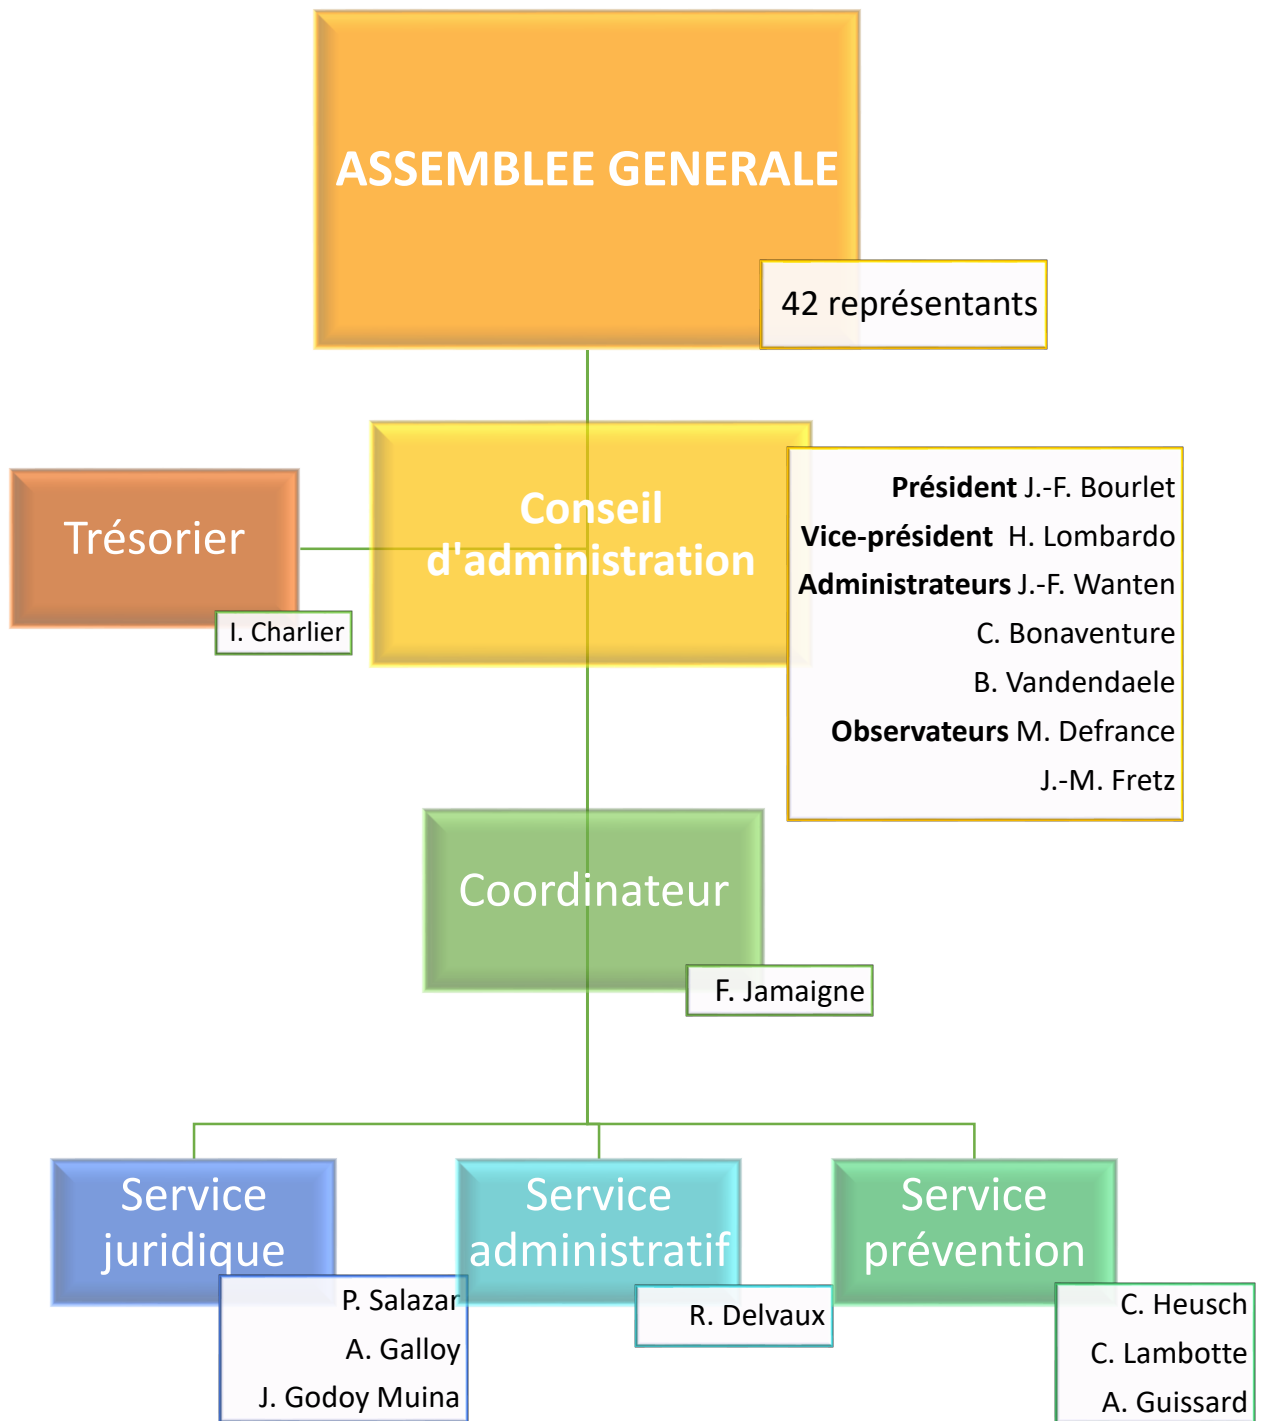 ASSEMBLEE GENERALE
42 représentants
Trésorier
I. Charlier
Conseil
d'administration
Président J.-F. Bourlet
Vice-président H. Lombardo
Administrateurs J.-F. Wanten
C. Bonaventure
B. Vandendaele
Observateurs M. Defrance
J.-M. Fretz
Coordinateur
F. Jamaigne
Service
juridique
P. Salazar
A. Galloy
J. Godoy Muina
Service
administratif
R. Delvaux
Service
prévention
C. Heusch
C. Lambotte
A. Guissard